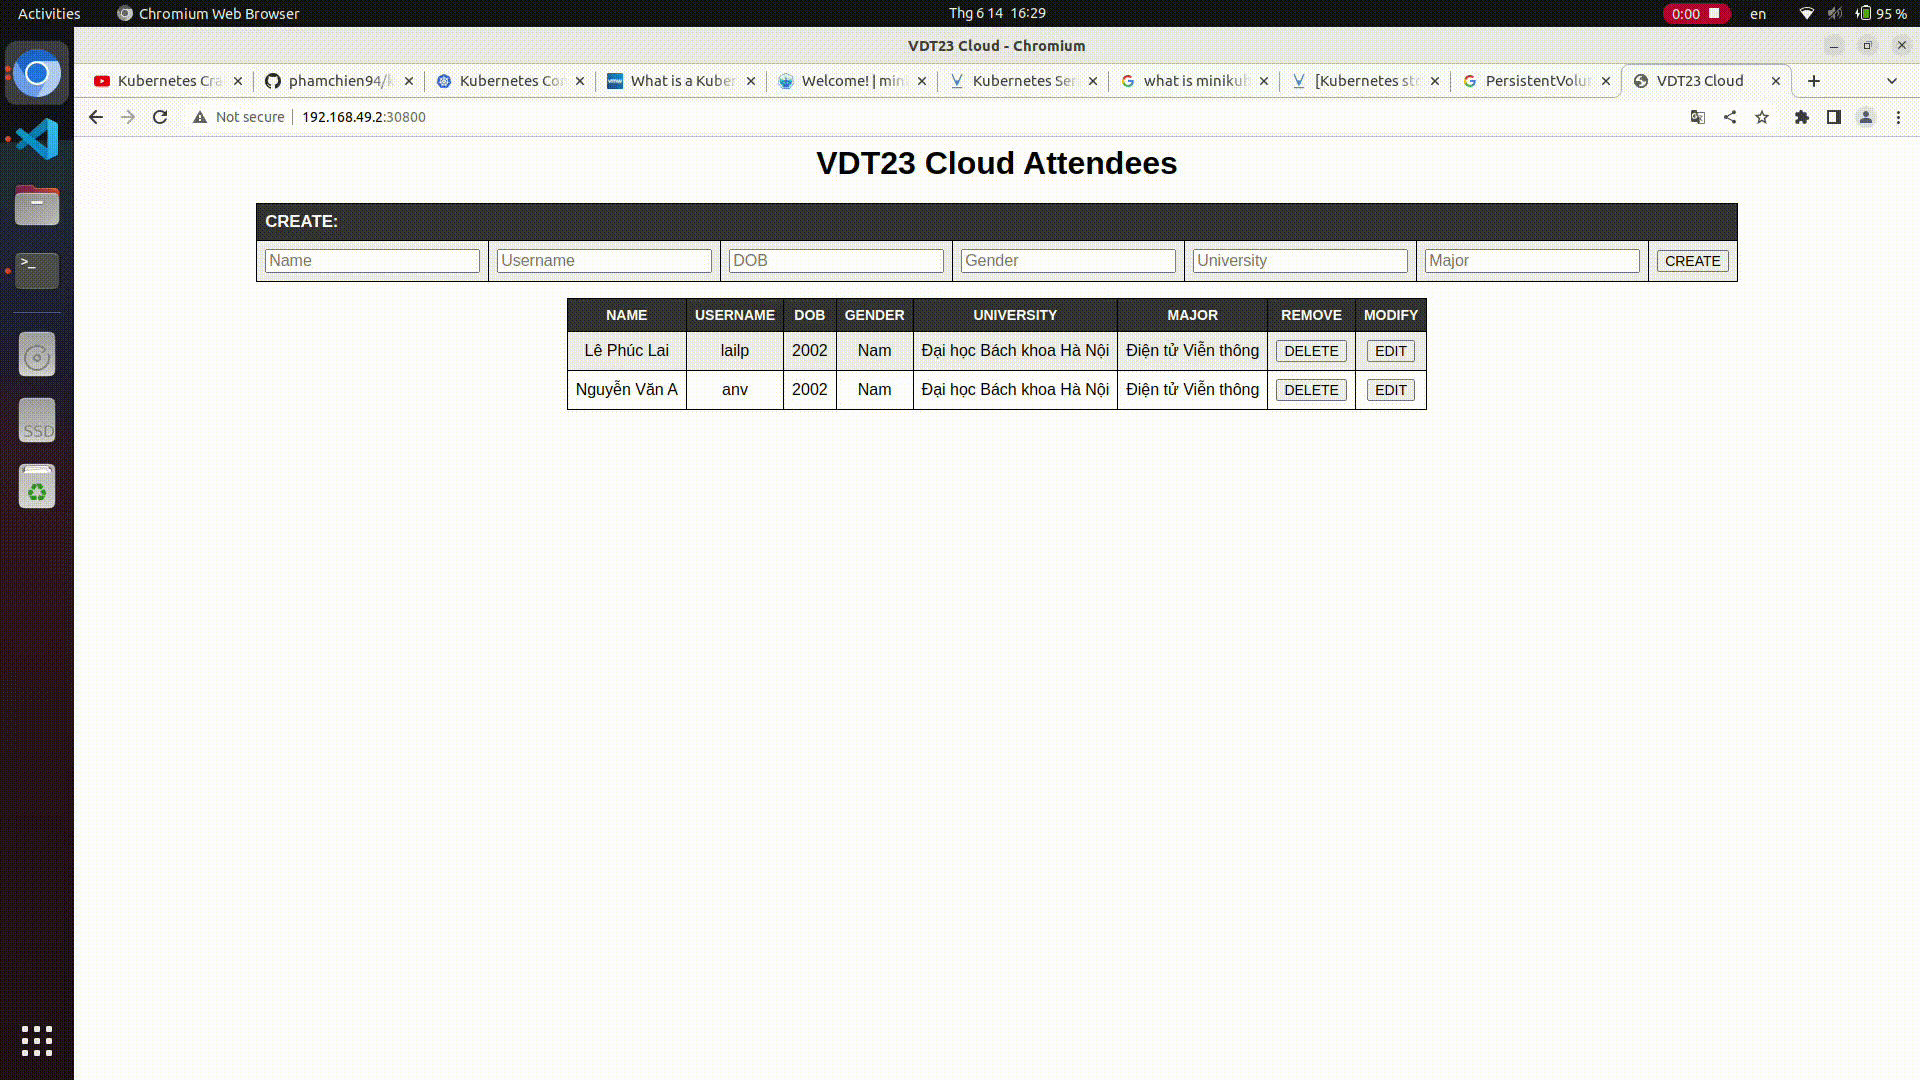 Activities Chromium Web Browser Thg 6 14 16:29 0:00 en 95 %
VDT23 Cloud - Chromium
Kubernetes Cra phamchien94/k Kubernetes Con What is a Kuber Welcome! | mini Kubernetes Ser what is minikub [Kubernetes sto PersistentVolum VDT23 Cloud
Not secure 192.168.49.2:30800
VDT23 Cloud Attendees
CREATE:
Name Username DOB Gender University Major CREATE
NAME USERNAME DOB GENDER UNIVERSITY MAJOR REMOVE MODIFY
Lê Phúc Lai lailp 2002 Nam Đại học Bách khoa Hà Nội Điện tử Viễn thông DELETE EDIT
Nguyễn Văn A anv 2002 Nam Đại học Bách khoa Hà Nội Điện tử Viễn thông DELETE EDIT
SSD